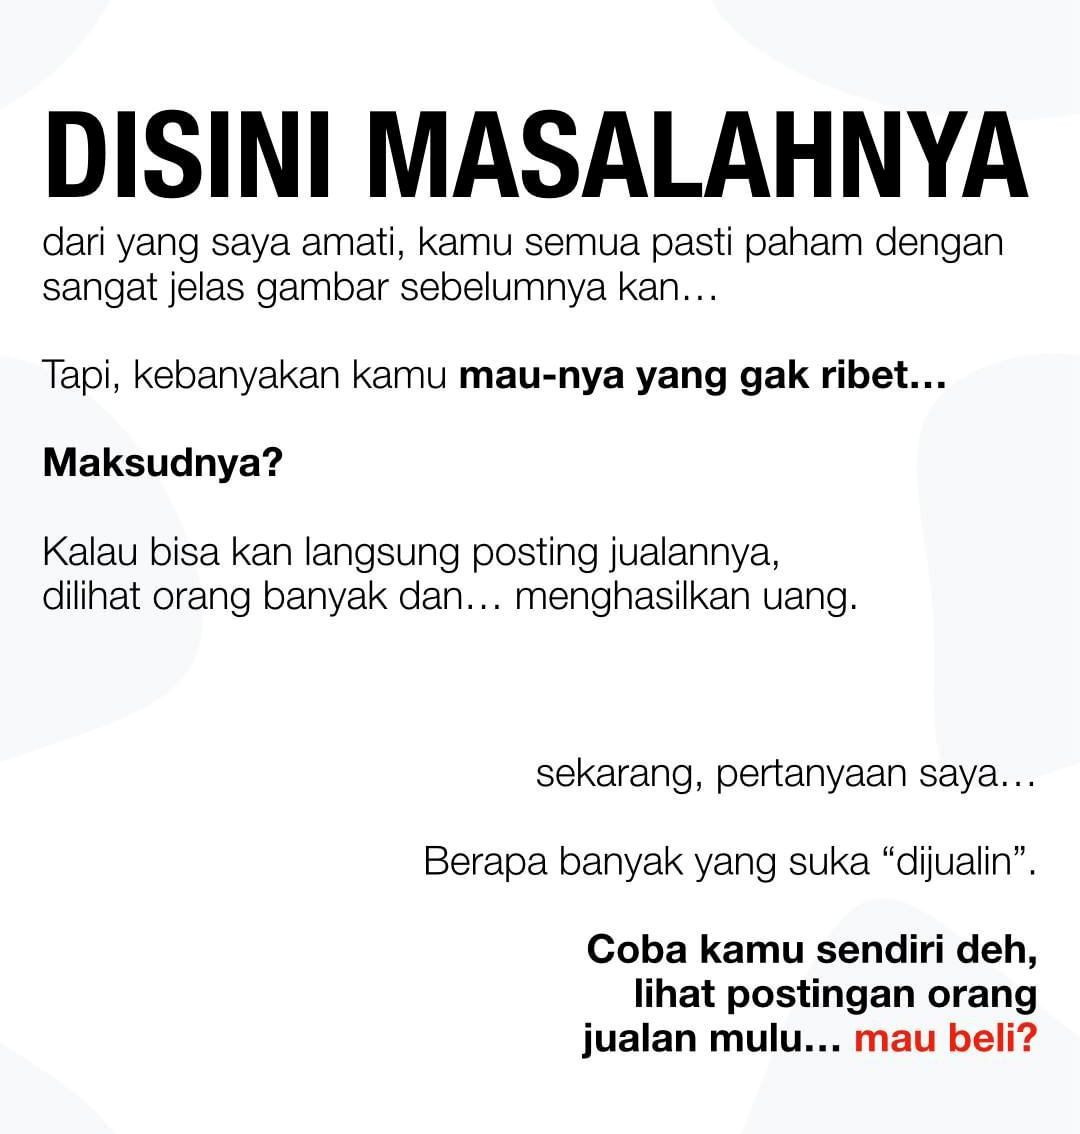 DISINI MASALAHNYA
dari yang saya amati, kamu semua pasti paham dengan
sangat jelas gambar sebelumnya kan...
Tapi, kebanyakan kamu mau-nya yang gak ribet...
Maksudnya?
Kalau bisa kan langsung posting jualannya,
dilihat orang banyak dan... menghasilkan uang.
sekarang, pertanyaan saya...
Berapa banyak yang suka “dijualin”.
Coba kamu sendiri deh,
lihat postingan orang
jualan mulu... mau beli?